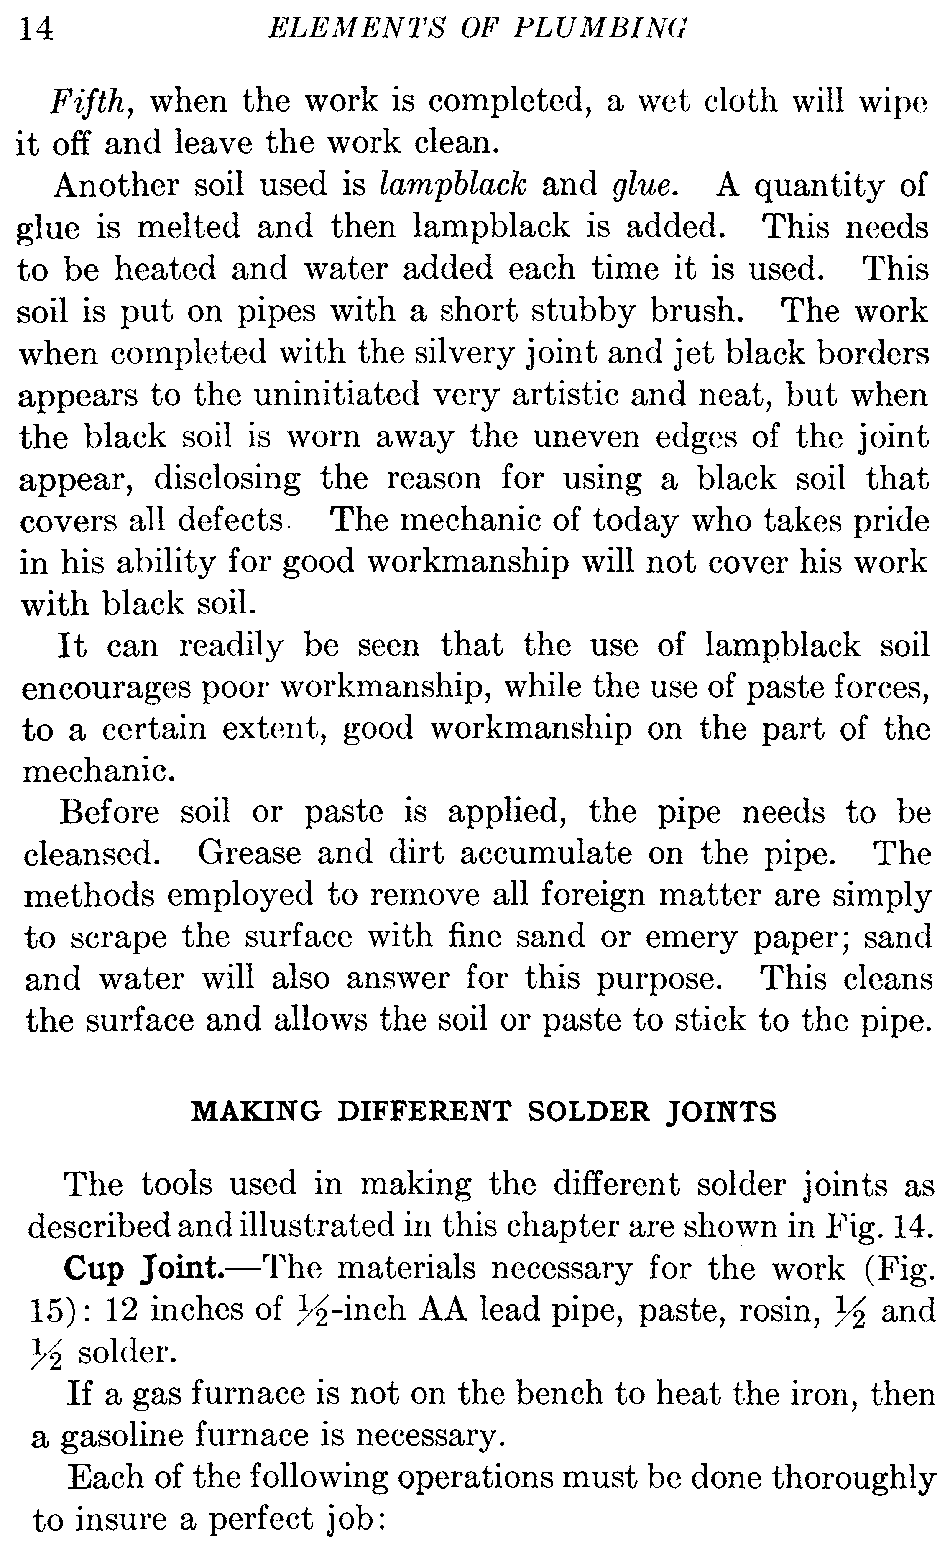 14 ELEMENTS OF PLUMBING
Fifth, when the work is completed, a wet cloth will wipe
it off and leave the work clean.
Another soil used is lampblack and glue. A quantity of
glue is melted and then lampblack is added. This needs
to be heated and water added each time it is used. This
soil is put on pipes with a short stubby brush. The work
when completed with the silvery joint and jet black borders
appears to the uninitiated very artistic and neat, but when
the black soil is worn away the uneven edges of the joint
appear, disclosing the reason for using a black soil that
covers all defects. The mechanic of today who takes pride
in his ability for good workmanship will not cover his work
with black soil.
It can readily be seen that the use of lampblack soil
encourages poor workmanship, while the use of paste forces,
to a certain extent, good workmanship on the part of the
mechanic.
Before soil or paste is applied, the pipe needs to be
cleansed. Grease and dirt accumulate on the pipe. The
methods employed to remove all foreign matter are simply
to scrape the surface with fine sand or emery paper; sand
and water will also answer for this purpose. This cleans
the surface and allows the soil or paste to stick to the pipe.
MAKING DIFFERENT SOLDER JOINTS
The tools used in making the different solder joints as
described and illustrated in this chapter are shown in Fig. 14.
Cup Joint.—The materials necessary for the work (Fig.
15): 12 inches of ½-inch AA lead pipe, paste, rosin, ½ and
½ solder.
If a gas furnace is not on the bench to heat the iron, then
a gasoline furnace is necessary.
Each of the following operations must be done thoroughly
to insure a perfect job: